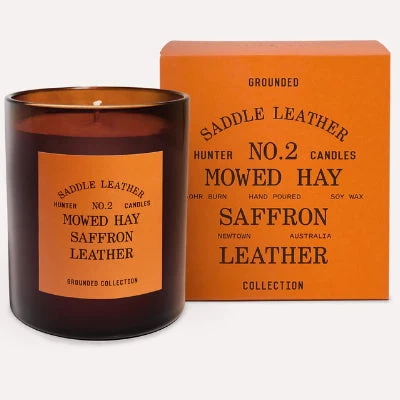 SADDLE LEATHER
HUNTER NO.2 CANDLES
MOWED HAY
SAFFRON
LEATHER
GROUNDED COLLECTION
GROUNDED
SADDLE LEATHER
HUNTER NO.2 CANDLES
MOWED HAY
HAND POURED SOY WAX
SAFFRON
NEWTOWN AUSTRALIA
LEATHER
COLLECTION